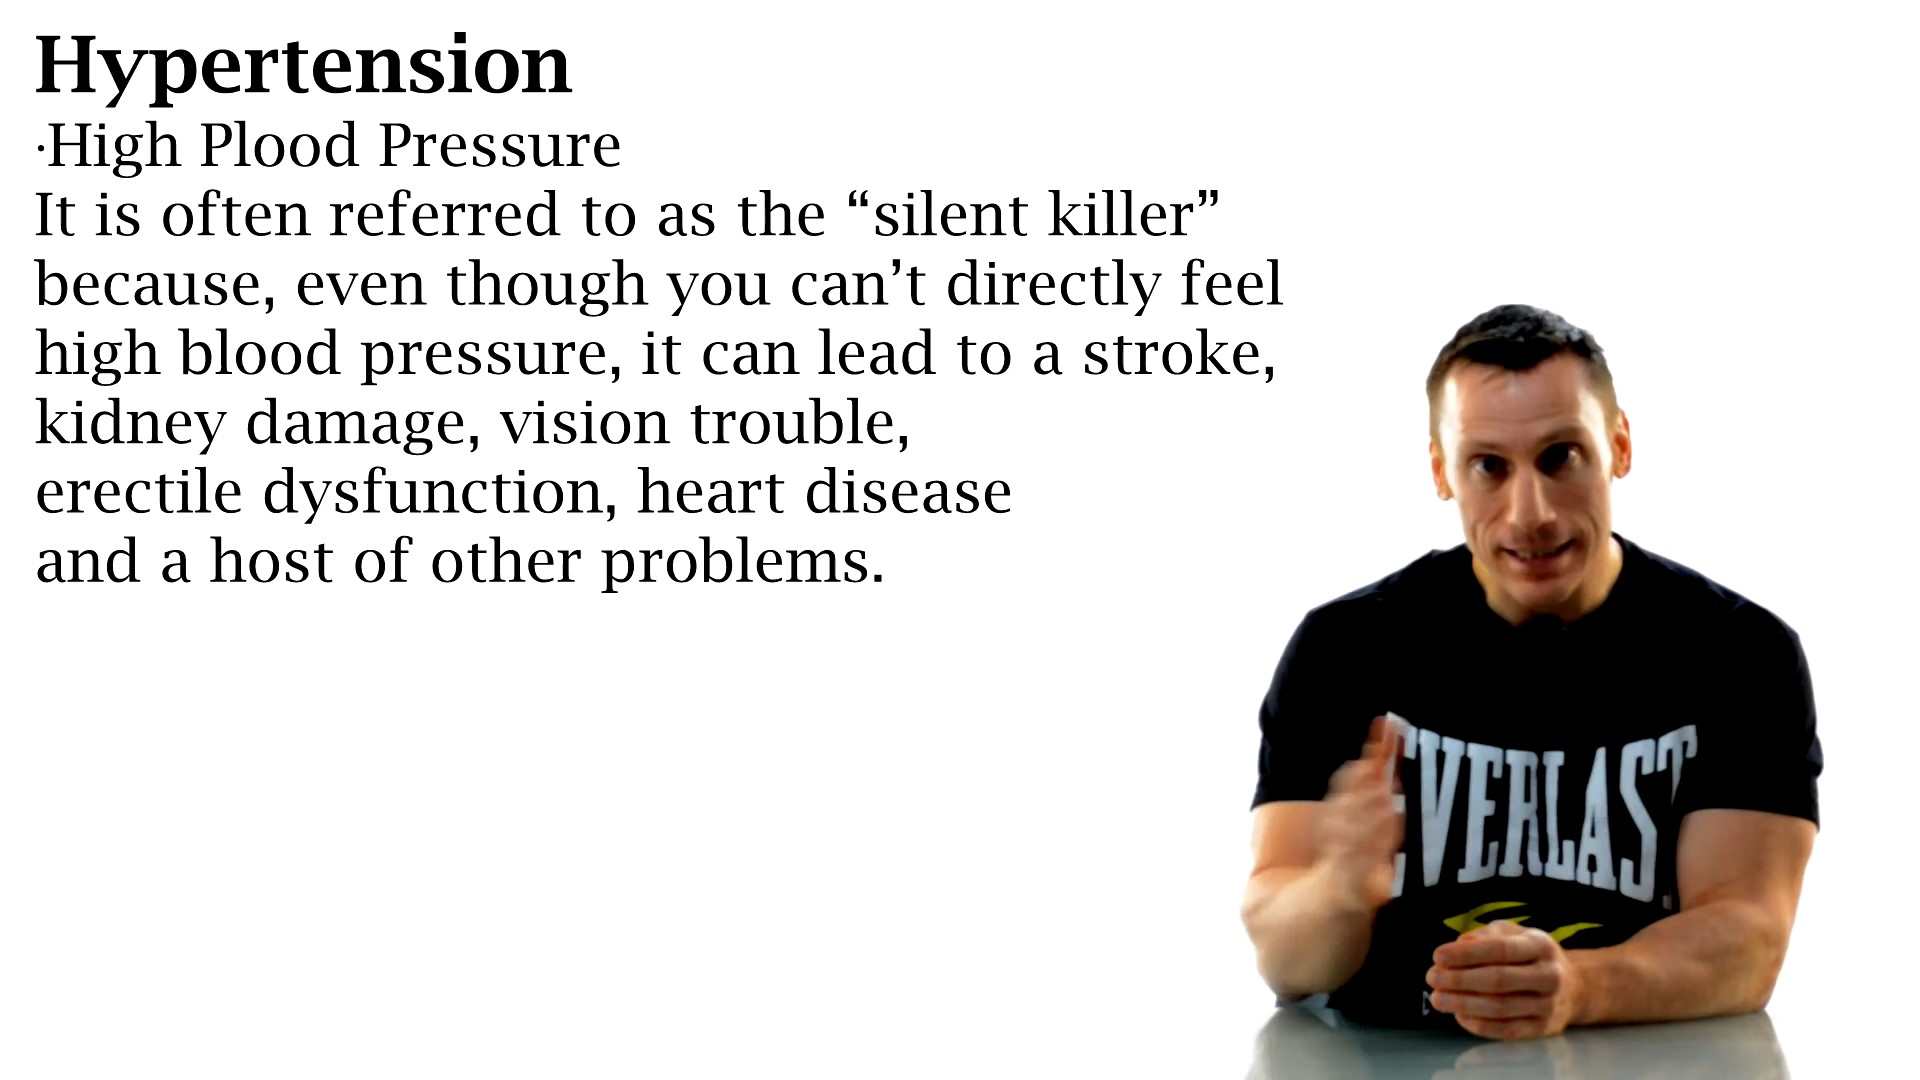 Hypertension
·High Plood Pressure
It is often referred to as the “silent killer”
because, even though you can’t directly feel
high blood pressure, it can lead to a stroke,
kidney damage, vision trouble,
erectile dysfunction, heart disease
and a host of other problems.
EVERLAST